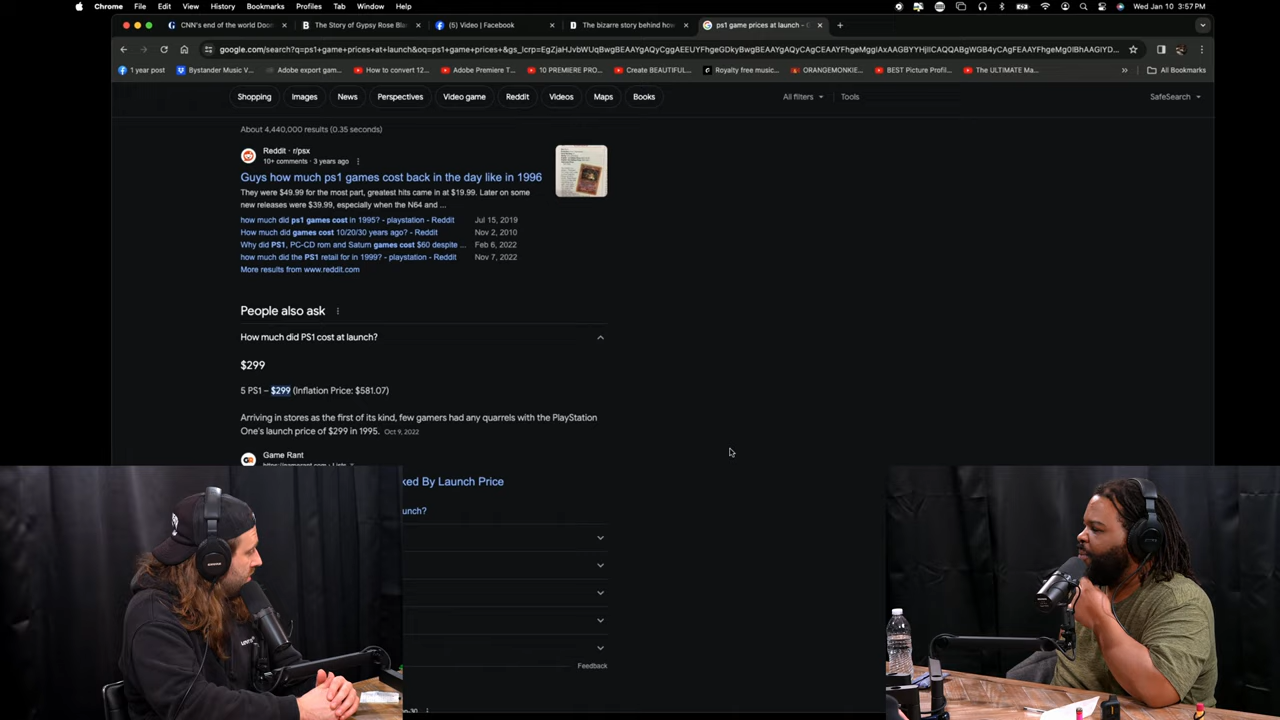 Chrome File Edit View History Bookmarks Profiles Tab Window Help
Wed Jan 10 3:57 PM
CNN's end of the world Doo
The Story of Gypsy Rose Bla
(5) Video | Facebook
The bizarre story behind how
ps1 game prices at launch -
1 year post
Bystander Music V...
Adobe export gam...
How to convert 12...
Adobe Premiere T...
10 PREMIERE PRO...
Create BEAUTIFUL...
Royalty free music...
ORANGEMONKIE...
BEST Picture Profil...
The ULTIMATE Ma...
All Bookmarks
Shopping Images News Perspectives Video game Reddit Videos Maps Books
All filters Tools SafeSearch
About 4,440,000 results (0.35 seconds)
Reddit · r/psx
10+ comments · 3 years ago
Guys how much ps1 games cost back in the day like in 1996
They were $49.99 for the most part, greatest hits came in at $19.99. Later on some
new releases were $39.99, especially when the N64 and ...
how much did ps1 games cost in 1995? - playstation - Reddit Jul 15, 2019
How much did games cost 10/20/30 years ago? - Reddit Nov 2, 2010
Why did PS1, PC-CD rom and Saturn games cost $60 despite ... Feb 6, 2022
how much did the PS1 retail for in 1999? - playstation - Reddit Nov 7, 2022
More results from www.reddit.com
People also ask
How much did PS1 cost at launch?
$299
5 PS1 – $299 (Inflation Price: $581.07)
Arriving in stores as the first of its kind, few gamers had any quarrels with the PlayStation
One's launch price of $299 in 1995. Oct 9, 2022
Game Rant
ked By Launch Price
unch?
Feedback